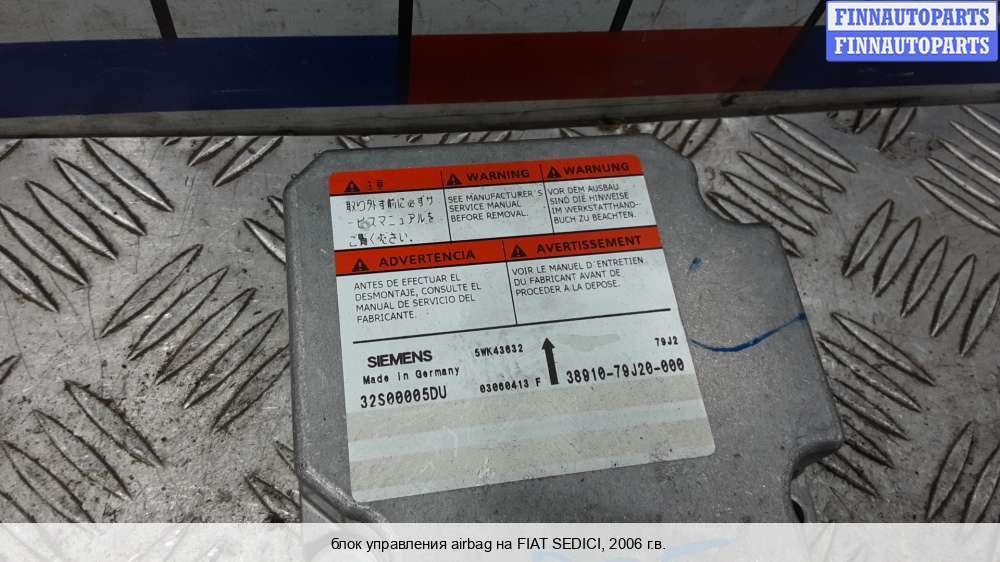 FINNAUTOPARTS
FINNAUTOPARTS
WARNING
WARNUNG
取り外す前に必ずサ
ービスマニュアルを
ご覧ください.
SEE MANUFACTURER'S
SERVICE MANUAL
BEFORE REMOVAL.
VOR DEM AUSBAU
SIND DIE HINWEISE
IM WERKSTATTHAND-
BUCH ZU BEACHTEN.
ADVERTENCIA
AVERTISSEMENT
ANTES DE EFECTUAR EL
DESMONTAJE, CONSULTE EL
MANUAL DE SERVICIO DEL
FABRICANTE.
VOIR LE MANUEL D´ENTRETIEN
DU FABRICANT AVANT DE
PROCEDER A LA DEPOSE.
SIEMENS
5WK43632
79J2
Made in Germany
03060413 F
38910-79J20-000
32S00005DU
блок управления airbag на FIAT SEDICI, 2006 г.в.